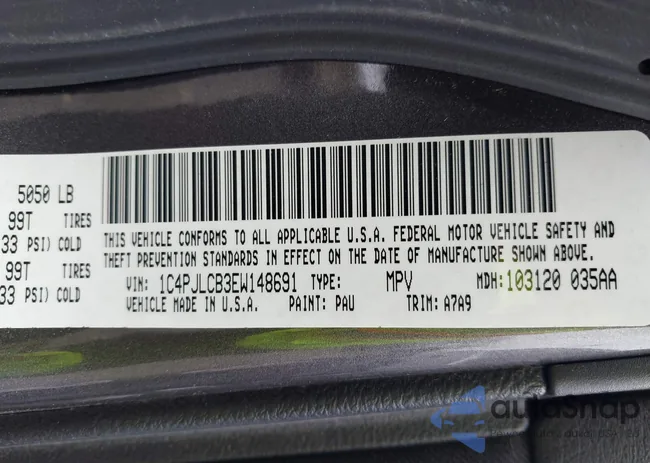 5050 LB
99T TIRES
33 PSI) COLD
99T TIRES
33 PSI) COLD
THIS VEHICLE CONFORMS TO ALL APPLICABLE U.S.A. FEDERAL MOTOR VEHICLE SAFETY AND
THEFT PREVENTION STANDARDS IN EFFECT ON THE DATE OF MANUFACTURE SHOWN ABOVE.
VIN: 1C4PJLCB3EW148691 TYPE: MPV MDH: 103120 035AA
VEHICLE MADE IN U.S.A. PAINT: PAU TRIM: A7A9
autosnap